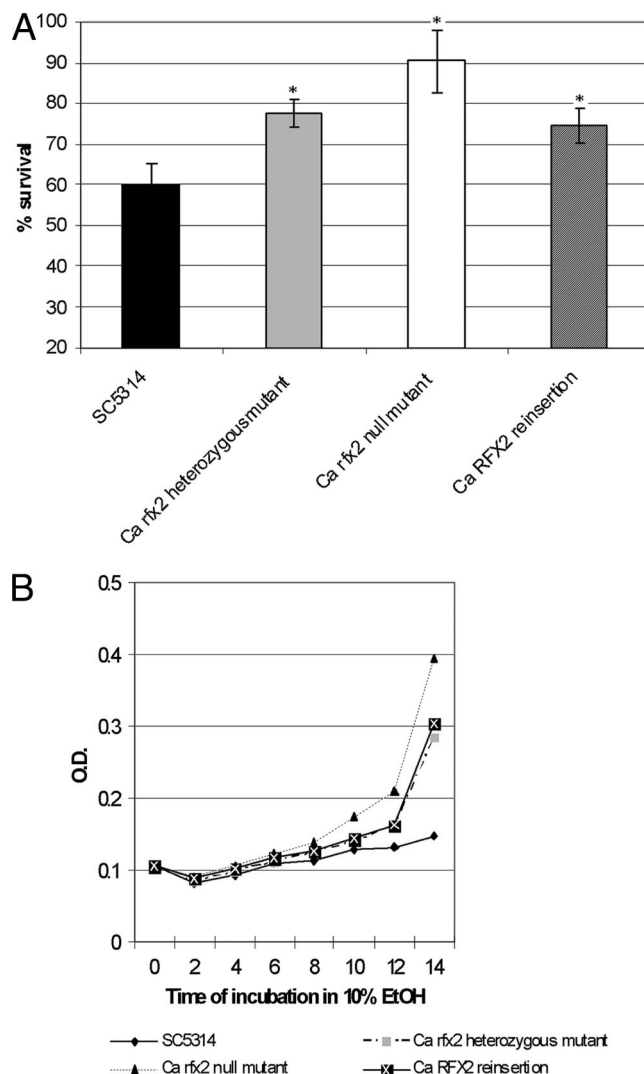 A
100
90
80
70
60
50
40
30
20
% survival
*
*
*
SC5314
Ca rfx2 heterozygous mutant
Ca rfx2 null mutant
Ca RFX2 reinsertion
B
0.5
0.4
0.3
0.2
0.1
0
O.D.
0 2 4 6 8 10 12 14
Time of incubation in 10% EtOH
SC5314 Ca rfx2 heterozygous mutant
Ca rfx2 null mutant Ca RFX2 reinsertion